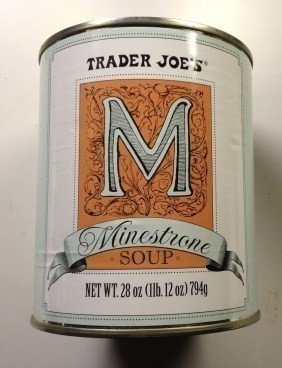 TRADER JOE'S®
M
Minestrone
SOUP
NET WT. 28 oz (1lb. 12 oz) 794g